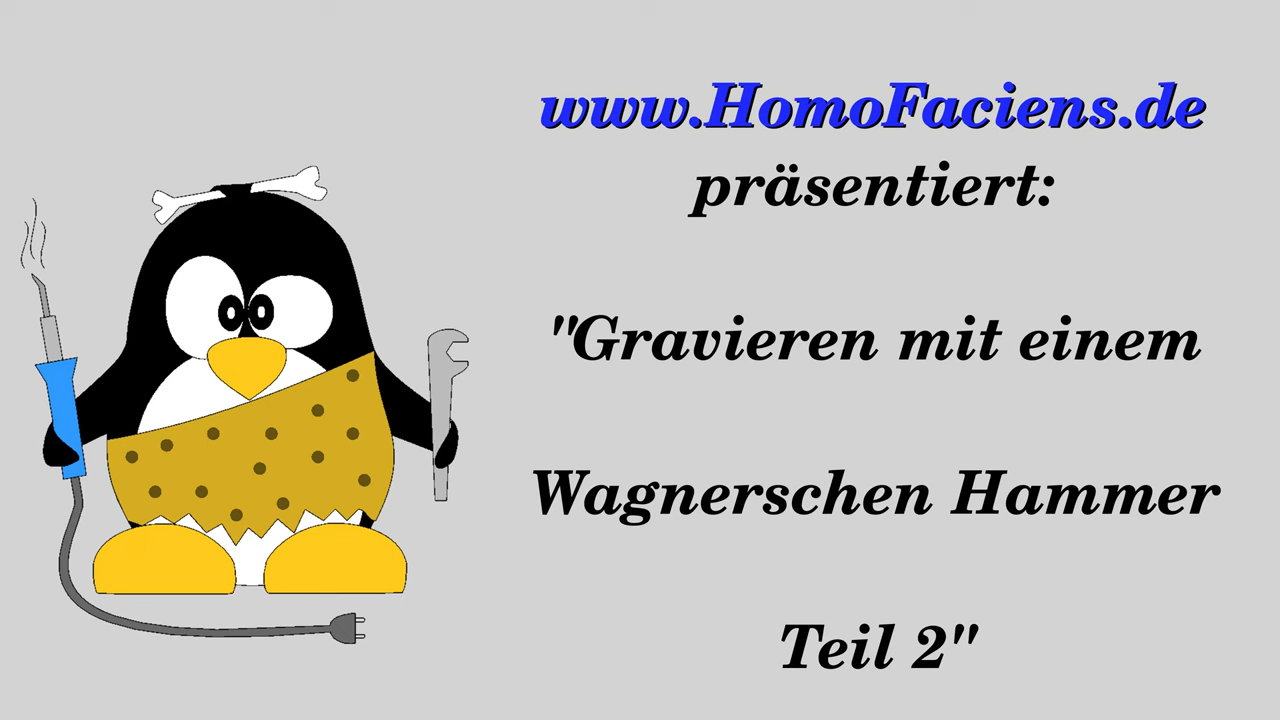 www.HomoFaciens.de
präsentiert:
"Gravieren mit einem
Wagnerschen Hammer
Teil 2"